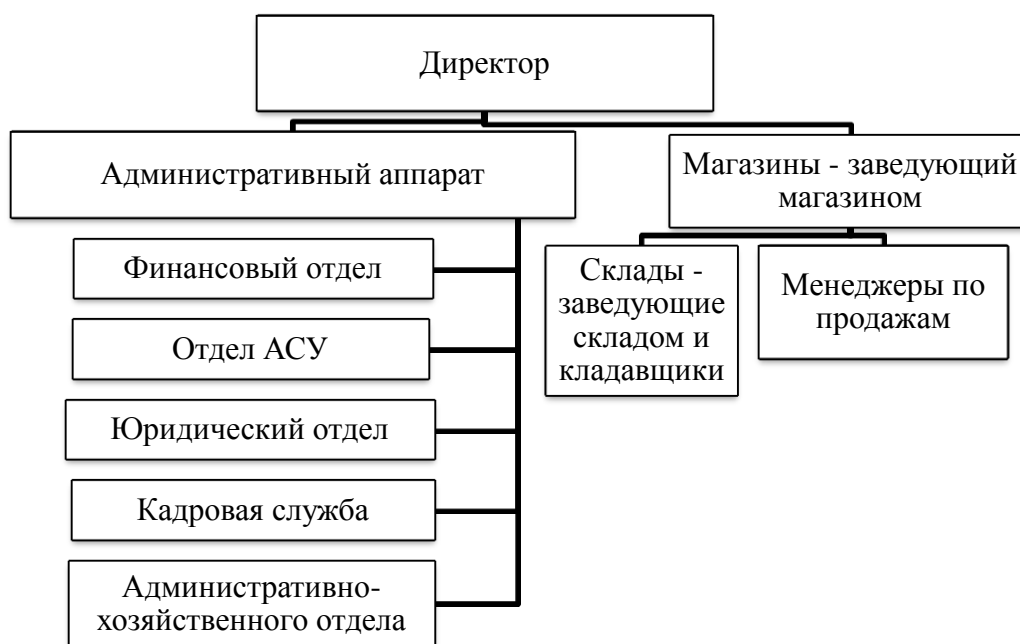 Директор
Административный аппарат
Магазины - заведующий
магазином
Финансовый отдел
Отдел АСУ
Юридический отдел
Кадровая служба
Административно-
хозяйственного отдела
Склады -
заведующие
складом и
кладавщики
Менеджеры по
продажам